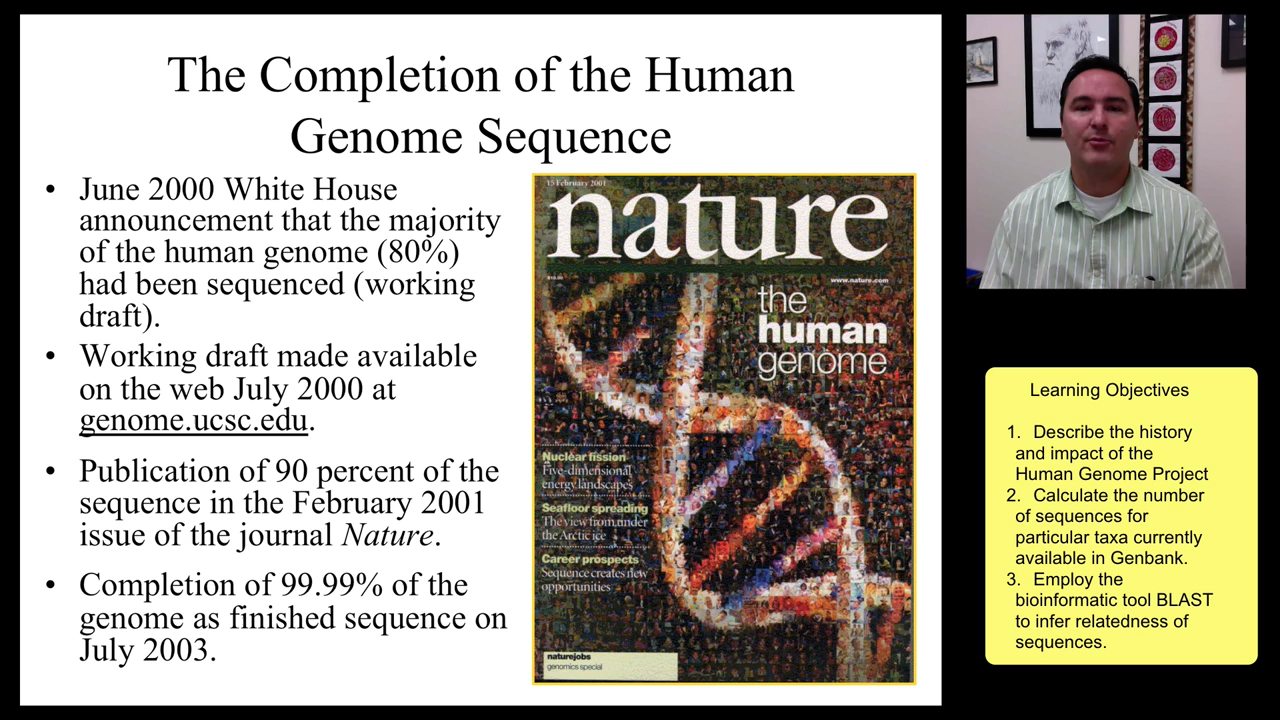 The Completion of the Human
Genome Sequence
• June 2000 White House
announcement that the majority
of the human genome (80%)
had been sequenced (working
draft).
• Working draft made available
on the web July 2000 at
genome.ucsc.edu.
• Publication of 90 percent of the
sequence in the February 2001
issue of the journal Nature.
• Completion of 99.99% of the
genome as finished sequence on
July 2003.
15 February 2001
nature
www.nature.com
the
human
genome
Nuclear fission
Five-dimensional
energy landscapes
Seafloor spreading
The view from under
the Arctic ice
Career prospects
Sequence creates new
opportunities
naturejobs
genomics special
Learning Objectives
1. Describe the history
and impact of the
Human Genome Project
2. Calculate the number
of sequences for
particular taxa currently
available in Genbank.
3. Employ the
bioinformatic tool BLAST
to infer relatedness of
sequences.